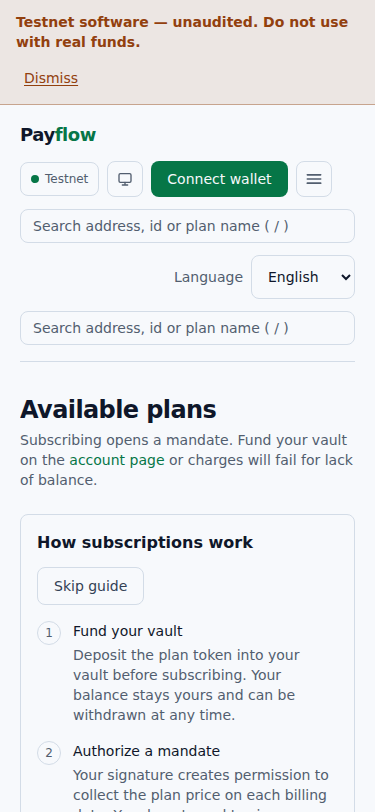 Testnet software — unaudited. Do not use
with real funds.
Dismiss
Payflow
Testnet
Connect wallet
Search address, id or plan name ( / )
Language
English
Search address, id or plan name ( / )
Available plans
Subscribing opens a mandate. Fund your vault
on the account page or charges will fail for lack
of balance.
How subscriptions work
Skip guide
1
Fund your vault
Deposit the plan token into your
vault before subscribing. Your
balance stays yours and can be
withdrawn at any time.
2
Authorize a mandate
Your signature creates permission to
collect the plan price on each billing